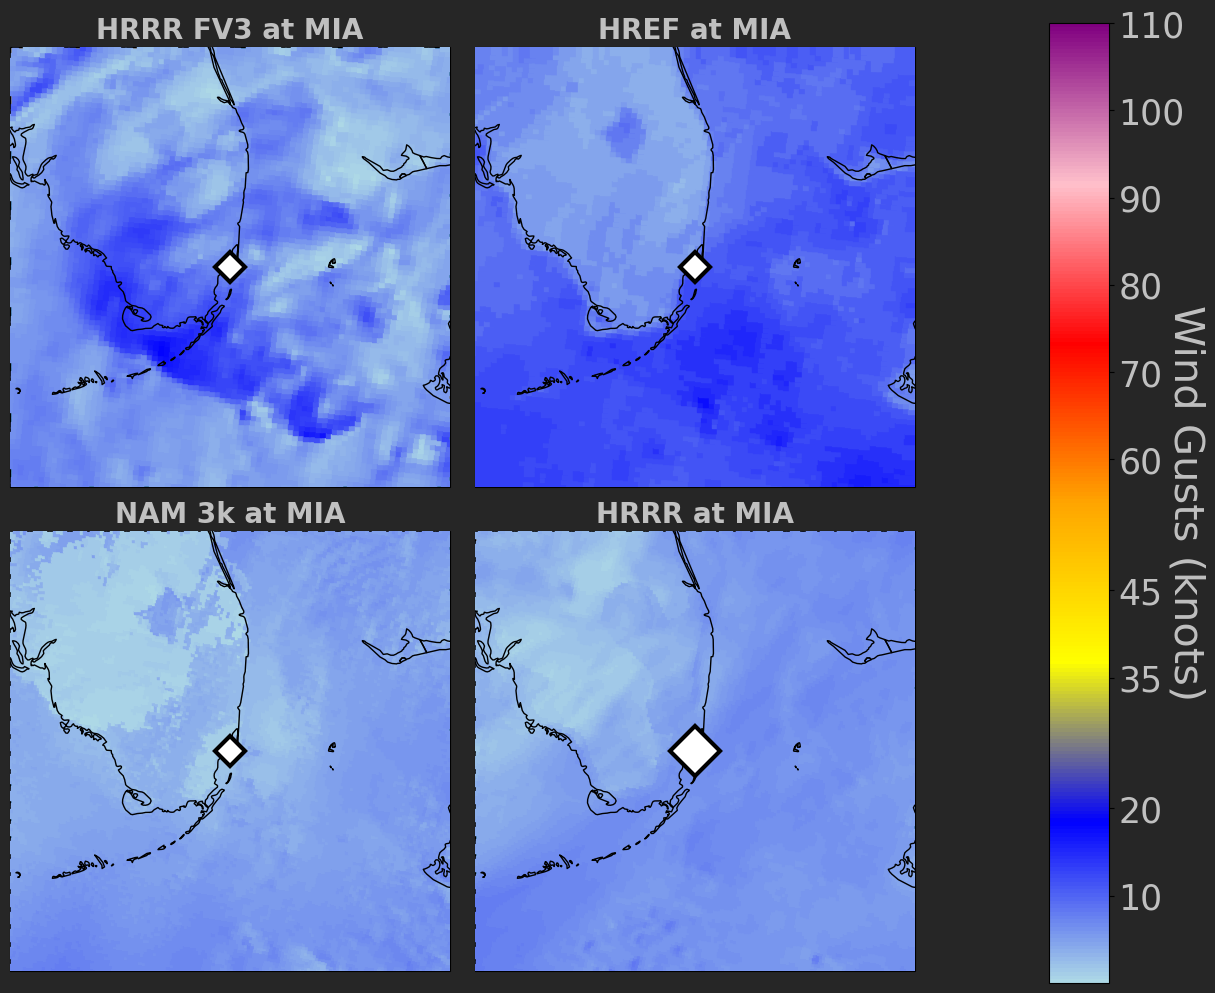 HRRR FV3 at MIA
HREF at MIA
NAM 3k at MIA
HRRR at MIA
110
100
90
80
70
60
45
35
20
10
Wind Gusts (knots)